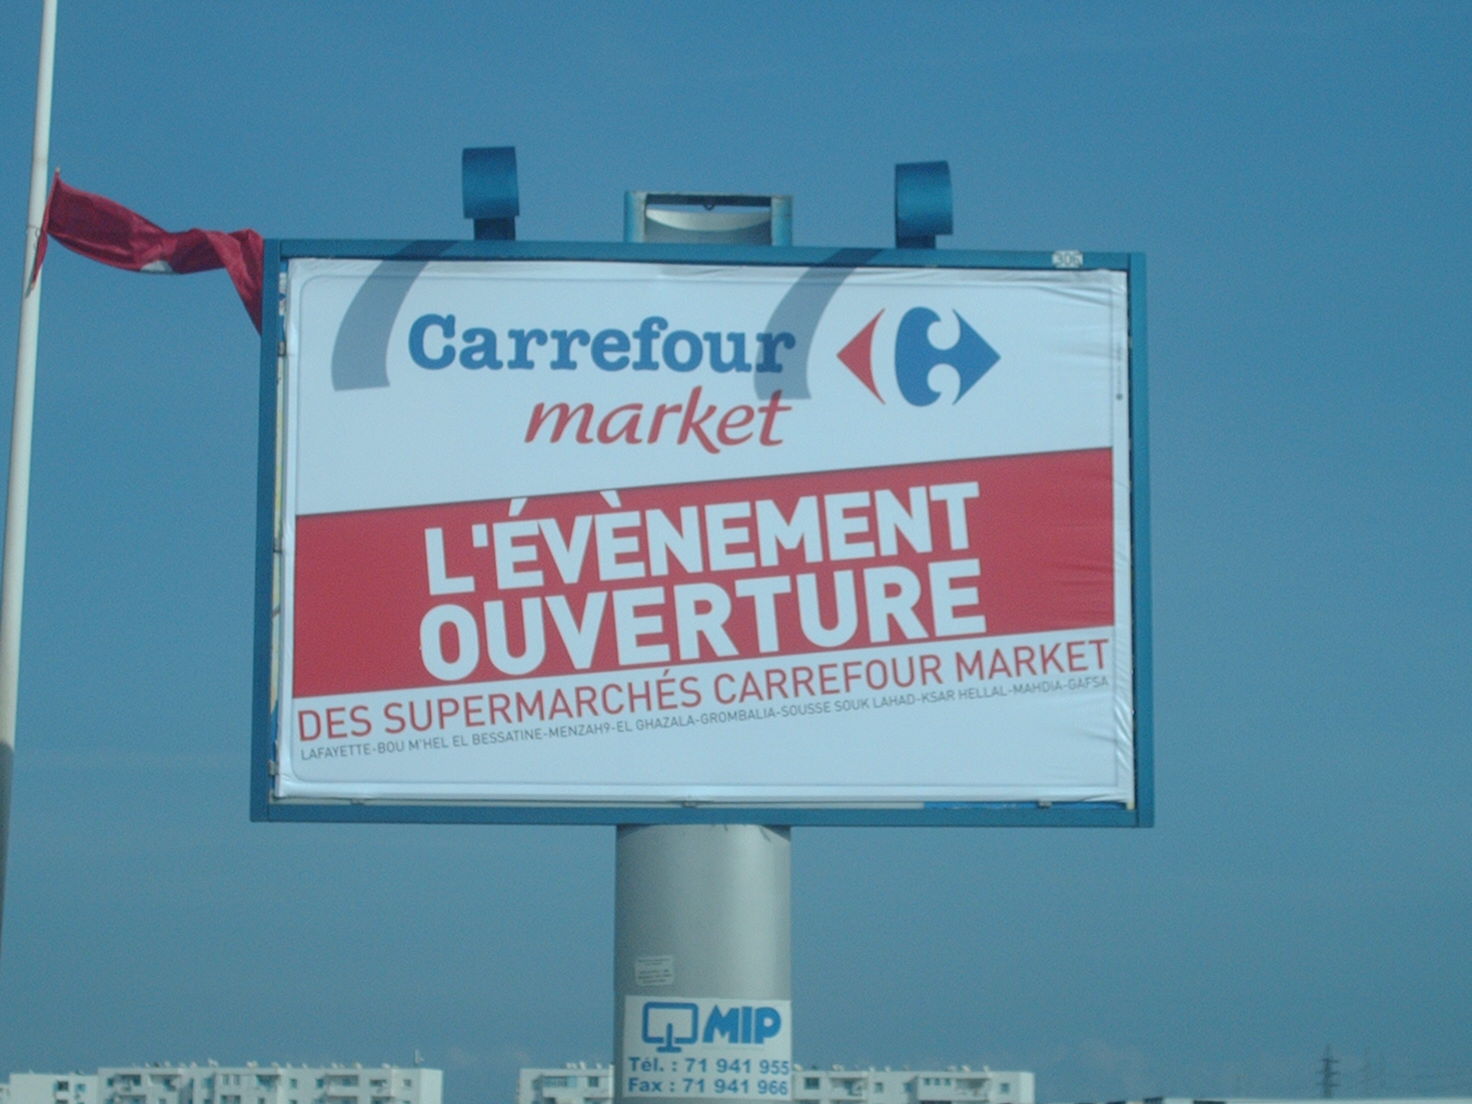 306
Carrefour
market
L'ÉVÈNEMENT
OUVERTURE
DES SUPERMARCHÉS CARREFOUR MARKET
LAFAYETTE-BOU M'HEL EL BESSATINE-MENZAH9-EL GHAZALA-GROMBALIA-SOUSSE SOUK LAHAD-KSAR HELLAL-MAHDIA-GAFSA
MIP
Tél. : 71 941 955
Fax : 71 941 966